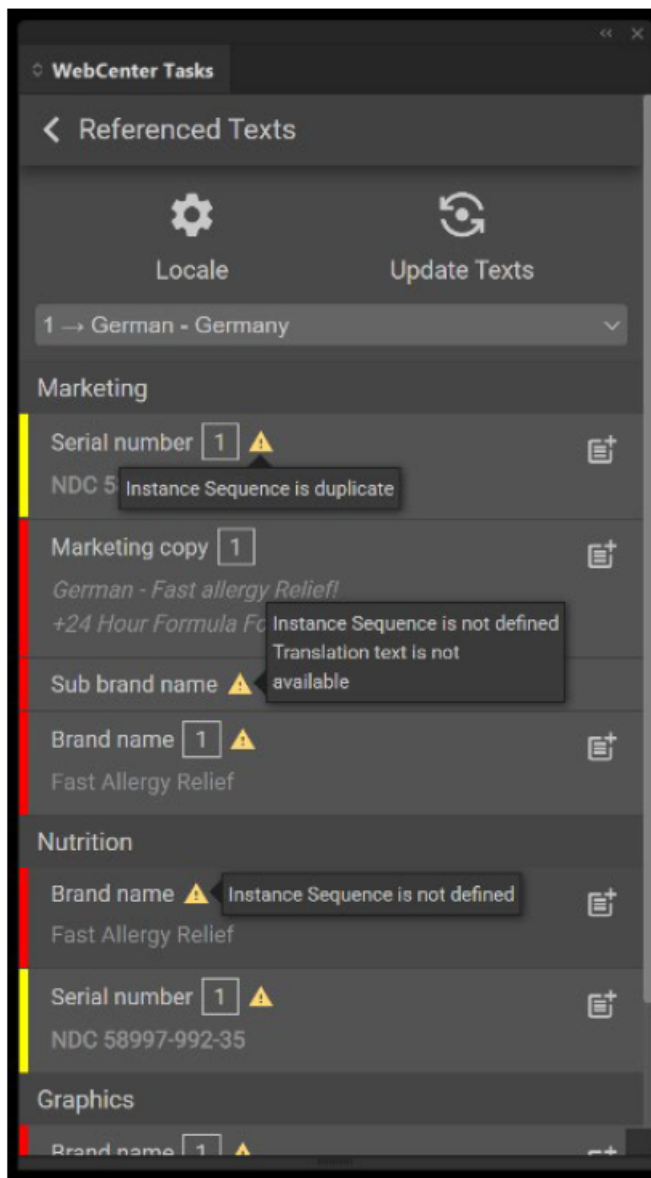 WebCenter Tasks
Referenced Texts
Locale
Update Texts
1 → German - Germany
Marketing
Serial number 1
NDC 5
Instance Sequence is duplicate
Marketing copy 1
German - Fast allergy Relief!
+24 Hour Formula
Instance Sequence is not defined
Translation text is not
available
Sub brand name
Brand name 1
Fast Allergy Relief
Nutrition
Brand name
Instance Sequence is not defined
Fast Allergy Relief
Serial number 1
NDC 58997-992-35
Graphics
Brand name 1